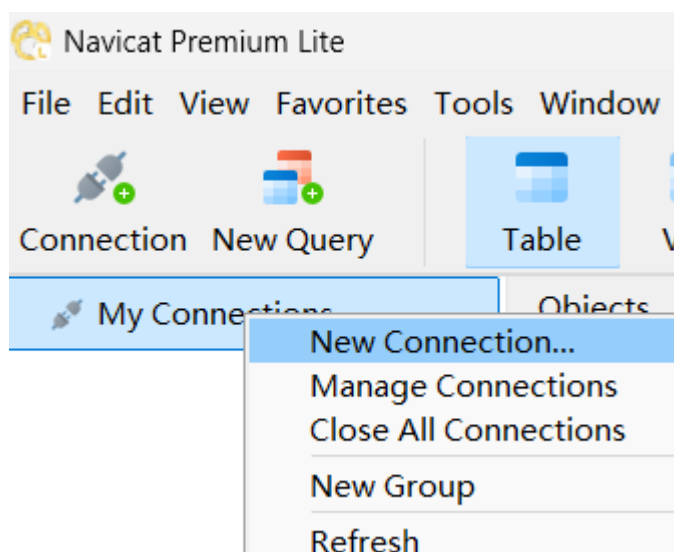 Navicat Premium Lite
File Edit View Favorites Tools Window
Connection New Query Table
My Connections Objects
New Connection...
Manage Connections
Close All Connections
New Group
Refresh